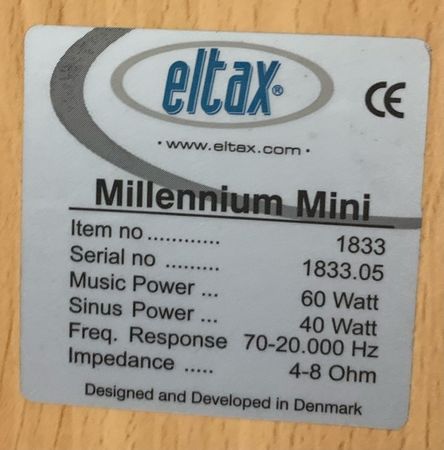 eltax®
CE
• www.eltax.com •
Millennium Mini
Item no ............ 1833
Serial no ......... 1833.05
Music Power ... 60 Watt
Sinus Power ... 40 Watt
Freq. Response 70-20.000 Hz
Impedance ..... 4-8 Ohm
Designed and Developed in Denmark